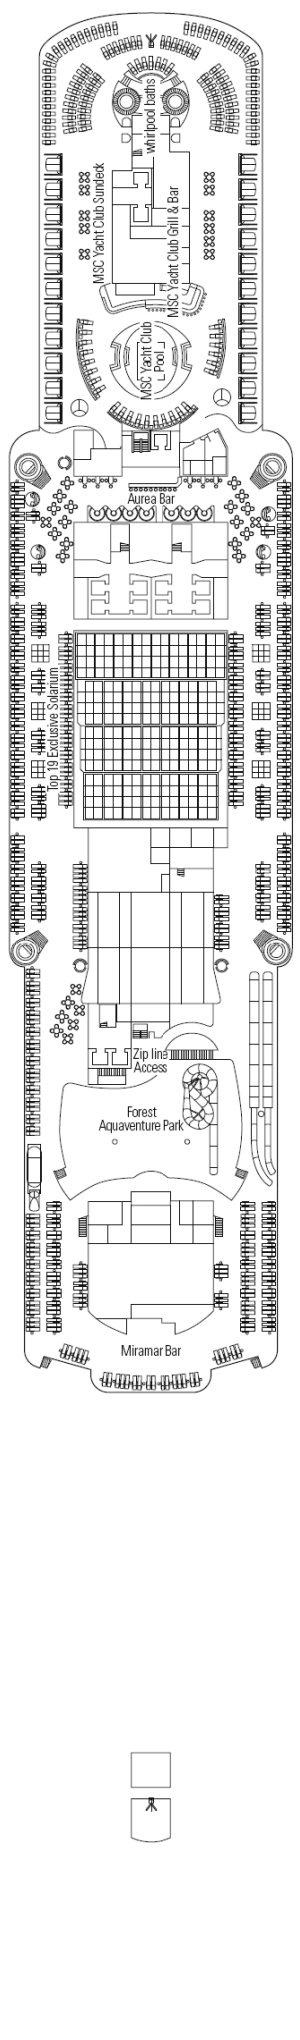 whirlpool baths
MSC Yacht Club Sundeck
MSC Yacht Club Grill & Bar
MSC Yacht Club
Pool
Aurea Bar
Top 19 Exclusive Solarium
Zip line
Access
Forest
Aquaventure Park
Miramar Bar